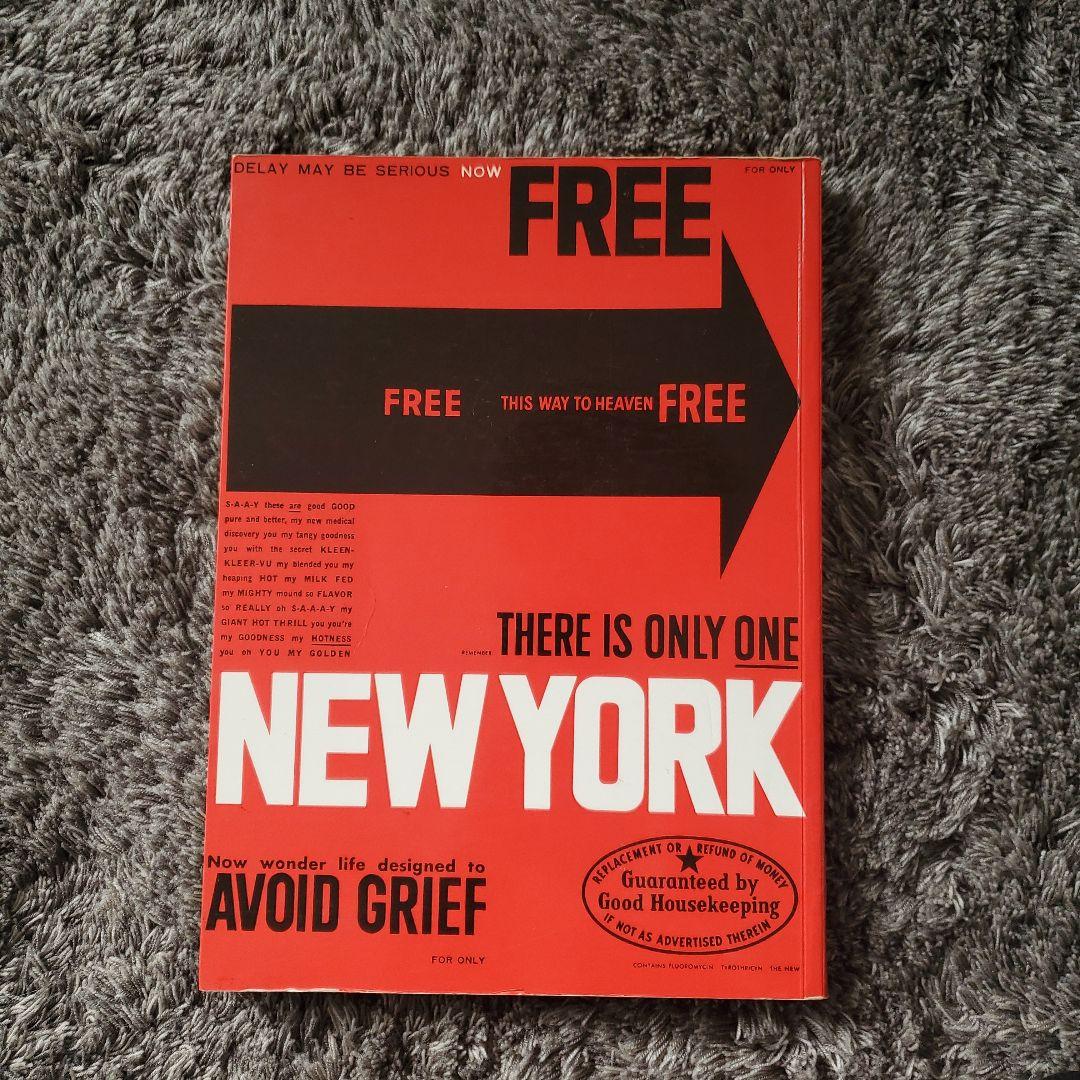 DELAY MAY BE SERIOUS NOW FREE FOR ONLY
FREE THIS WAY TO HEAVEN FREE
S-A-A-Y these are good GOOD
pure and better, my new medical
discovery you my tangy goodness
you with the secret KLEEN-
KLEER-VU my blended you my
heaping HOT my MILK FED
my MIGHTY mound so FLAVOR
so REALLY oh S-A-A-A-Y my
GIANT HOT THRILL you you're
my GOODNESS my HOTNESS
you oh YOU MY GOLDEN
REMEMBER THERE IS ONLY ONE
NEW YORK
Now wonder life designed to
AVOID GRIEF
FOR ONLY
REPLACEMENT OR REFUND OF MONEY
Guaranteed by
Good Housekeeping
IF NOT AS ADVERTISED THEREIN
CONTAINS FLUOROMYCIN TYROTHRICYN THE NEW